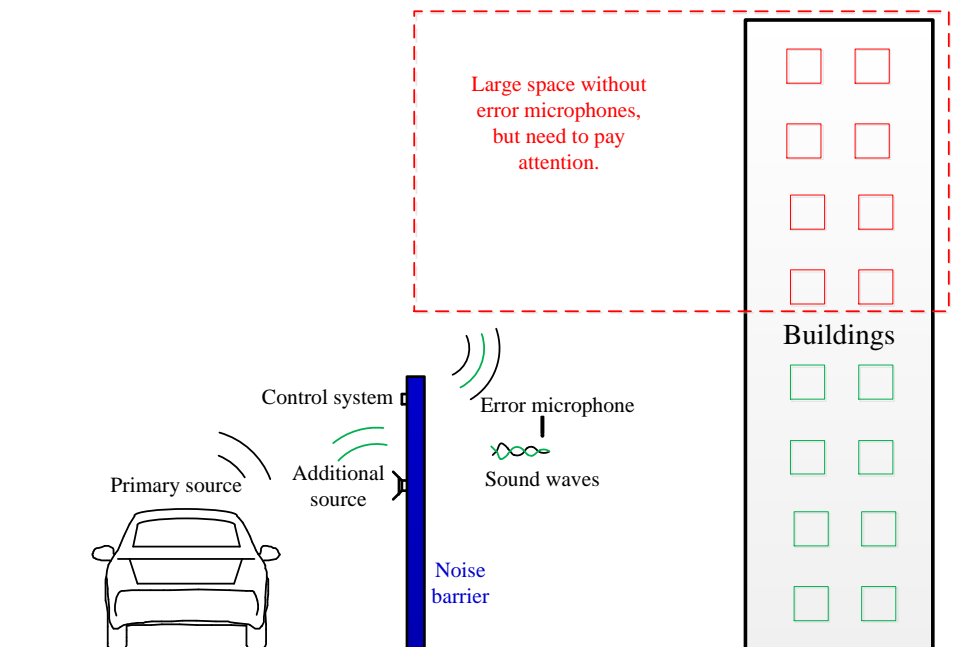 Large space without
error microphones,
but need to pay
attention.
Buildings
Control system
Error microphone
Primary source
Additional
source
Sound waves
Noise
barrier